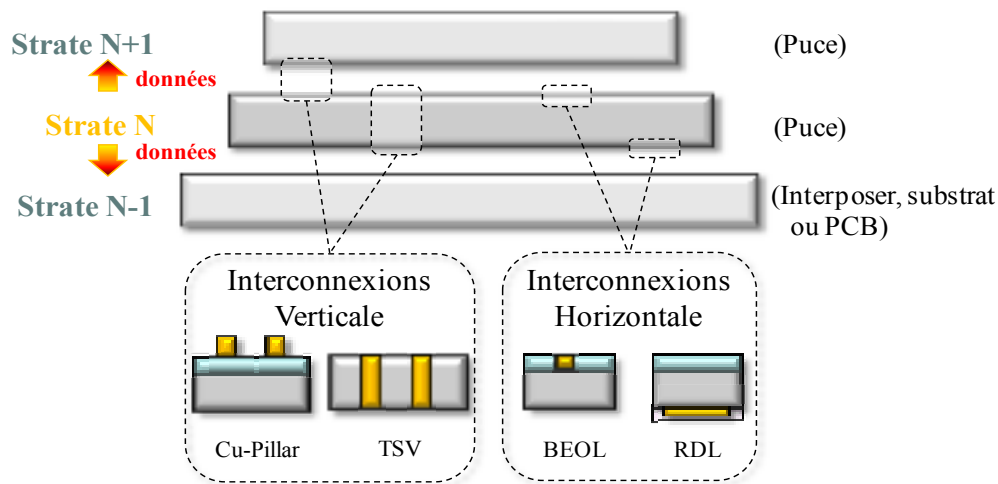 Strate N+1
(Puce)
données
Strate N
(Puce)
données
Strate N-1
(Interposer, substrat
ou PCB)
Interconnexions
Verticale
Interconnexions
Horizontale
Cu-Pillar
TSV
BEOL
RDL